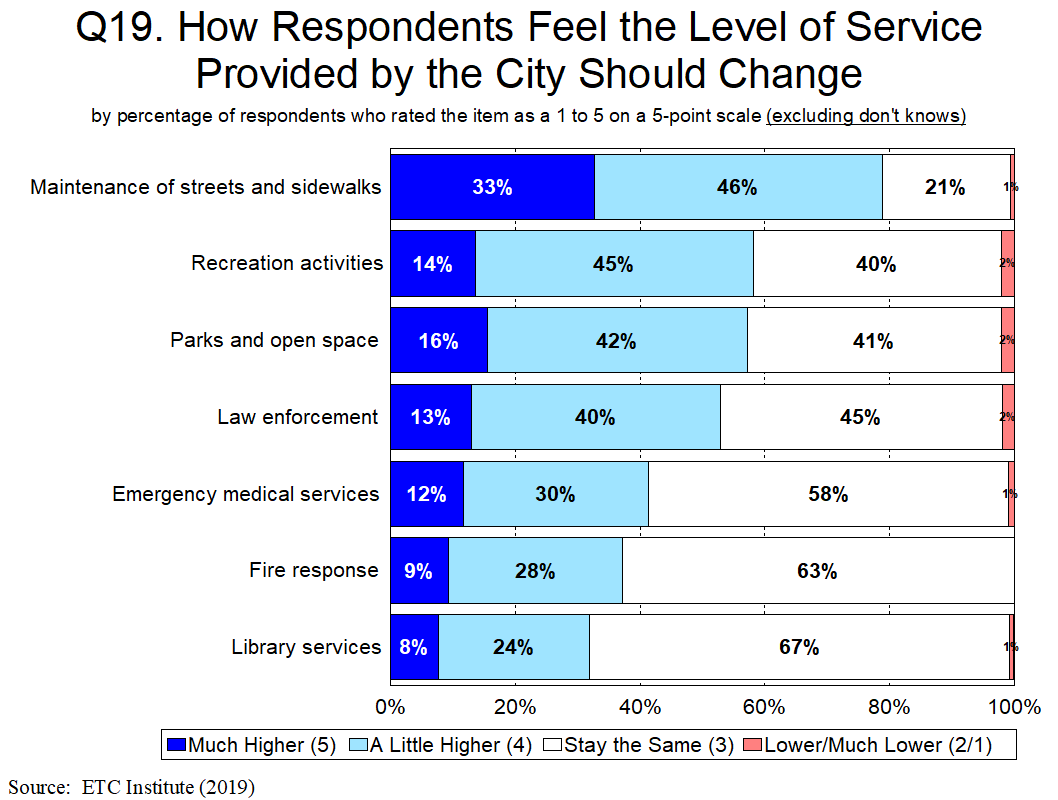 Q19. How Respondents Feel the Level of Service
Provided by the City Should Change
by percentage of respondents who rated the item as a 1 to 5 on a 5-point scale (excluding don't knows)
Maintenance of streets and sidewalks 33% 46% 21% 1%
Recreation activities 14% 45% 40% 2%
Parks and open space 16% 42% 41% 2%
Law enforcement 13% 40% 45% 2%
Emergency medical services 12% 30% 58% 1%
Fire response 9% 28% 63%
Library services 8% 24% 67% 1%
0% 20% 40% 60% 80% 100%
Much Higher (5) A Little Higher (4) Stay the Same (3) Lower/Much Lower (2/1)
Source: ETC Institute (2019)